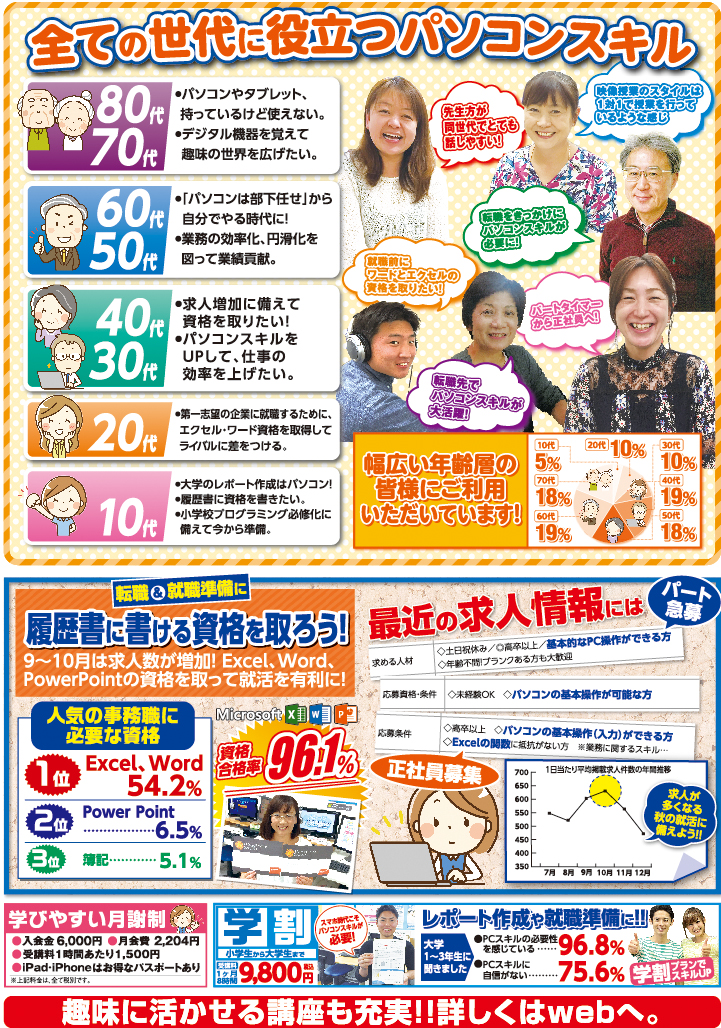 全ての世代に役立つパソコンスキル
80代
70代
●パソコンやタブレット、
持っているけど使えない。
●デジタル機器を覚えて
趣味の世界を広げたい。
60代
50代
●「パソコンは部下任せ」から
自分でやる時代に!
●業務の効率化、円滑化を
図って業績貢献。
40代
30代
●求人増加に備えて
資格を取りたい!
●パソコンスキルを
UPして、仕事の
効率を上げたい。
20代
●第一志望の企業に就職するために、
エクセル・ワード資格を取得して
ライバルに差をつける。
10代
●大学のレポート作成はパソコン!
●履歴書に資格を書きたい。
●小学校プログラミング必修化に
備えて今から準備。
先生方が
同世代でとても
話しやすい!
映像授業のスタイルは
1対1で授業を行って
いるような感じ
転職をきっかけに
パソコンスキルが
必要に!
就職前に
ワードとエクセルの
資格を取りたい!
パートタイマー
から正社員へ!
転職先で
パソコンスキルが
大活躍!
幅広い年齢層の
皆様にご利用
いただいています!
10代
5%
20代 10%
30代
10%
70代
18%
40代
19%
60代
19%
50代
18%
転職&就職準備に
履歴書に書ける資格を取ろう!
9〜10月は求人数が増加! Excel、Word、
PowerPointの資格を取って就活を有利に!
人気の事務職に
必要な資格
1位 Excel、Word
54.2%
2位 Power Point
6.5%
3位 簿記…………5.1%
Microsoft
資格
合格率
96.1%
最近の求人情報には
パート
急募
求める人材
◇土日祝休み/◎高卒以上/基本的なPC操作ができる方
◇年齢不問!ブランクある方も大歓迎
応募資格・条件 ◇未経験OK ◇パソコンの基本操作が可能な方
応募条件
◇高卒以上 ◇パソコンの基本操作(入力)ができる方
◇Excelの関数に抵抗がない方 ※業務に関するスキル…
正社員募集
1日当たり平均掲載求人件数の年間推移
700
650
600
550
500
450
400
350
7月 8月 9月 10月 11月 12月
求人が
多くなる
秋の就活に
備えよう!!
学びやすい月謝制
●入会金 6,000円 ●月会費 2,204円
●受講料1時間あたり1,500円
●iPad・iPhoneはお得なパスポートあり
※上記料金は、全て税別です。
学割
小学生から大学生まで
受講料
1ヶ月
8時間
9,800円
税込
スマホ時代こそ
パソコンスキルが
必要!
レポート作成や就職準備に!!
大学
1〜3年生に
聞きました
●PCスキルの必要性
を感じている……96.8%
●PCスキルに
自信がない………75.6%
学割プランで
スキルUP
趣味に活かせる講座も充実!!詳しくはwebへ。